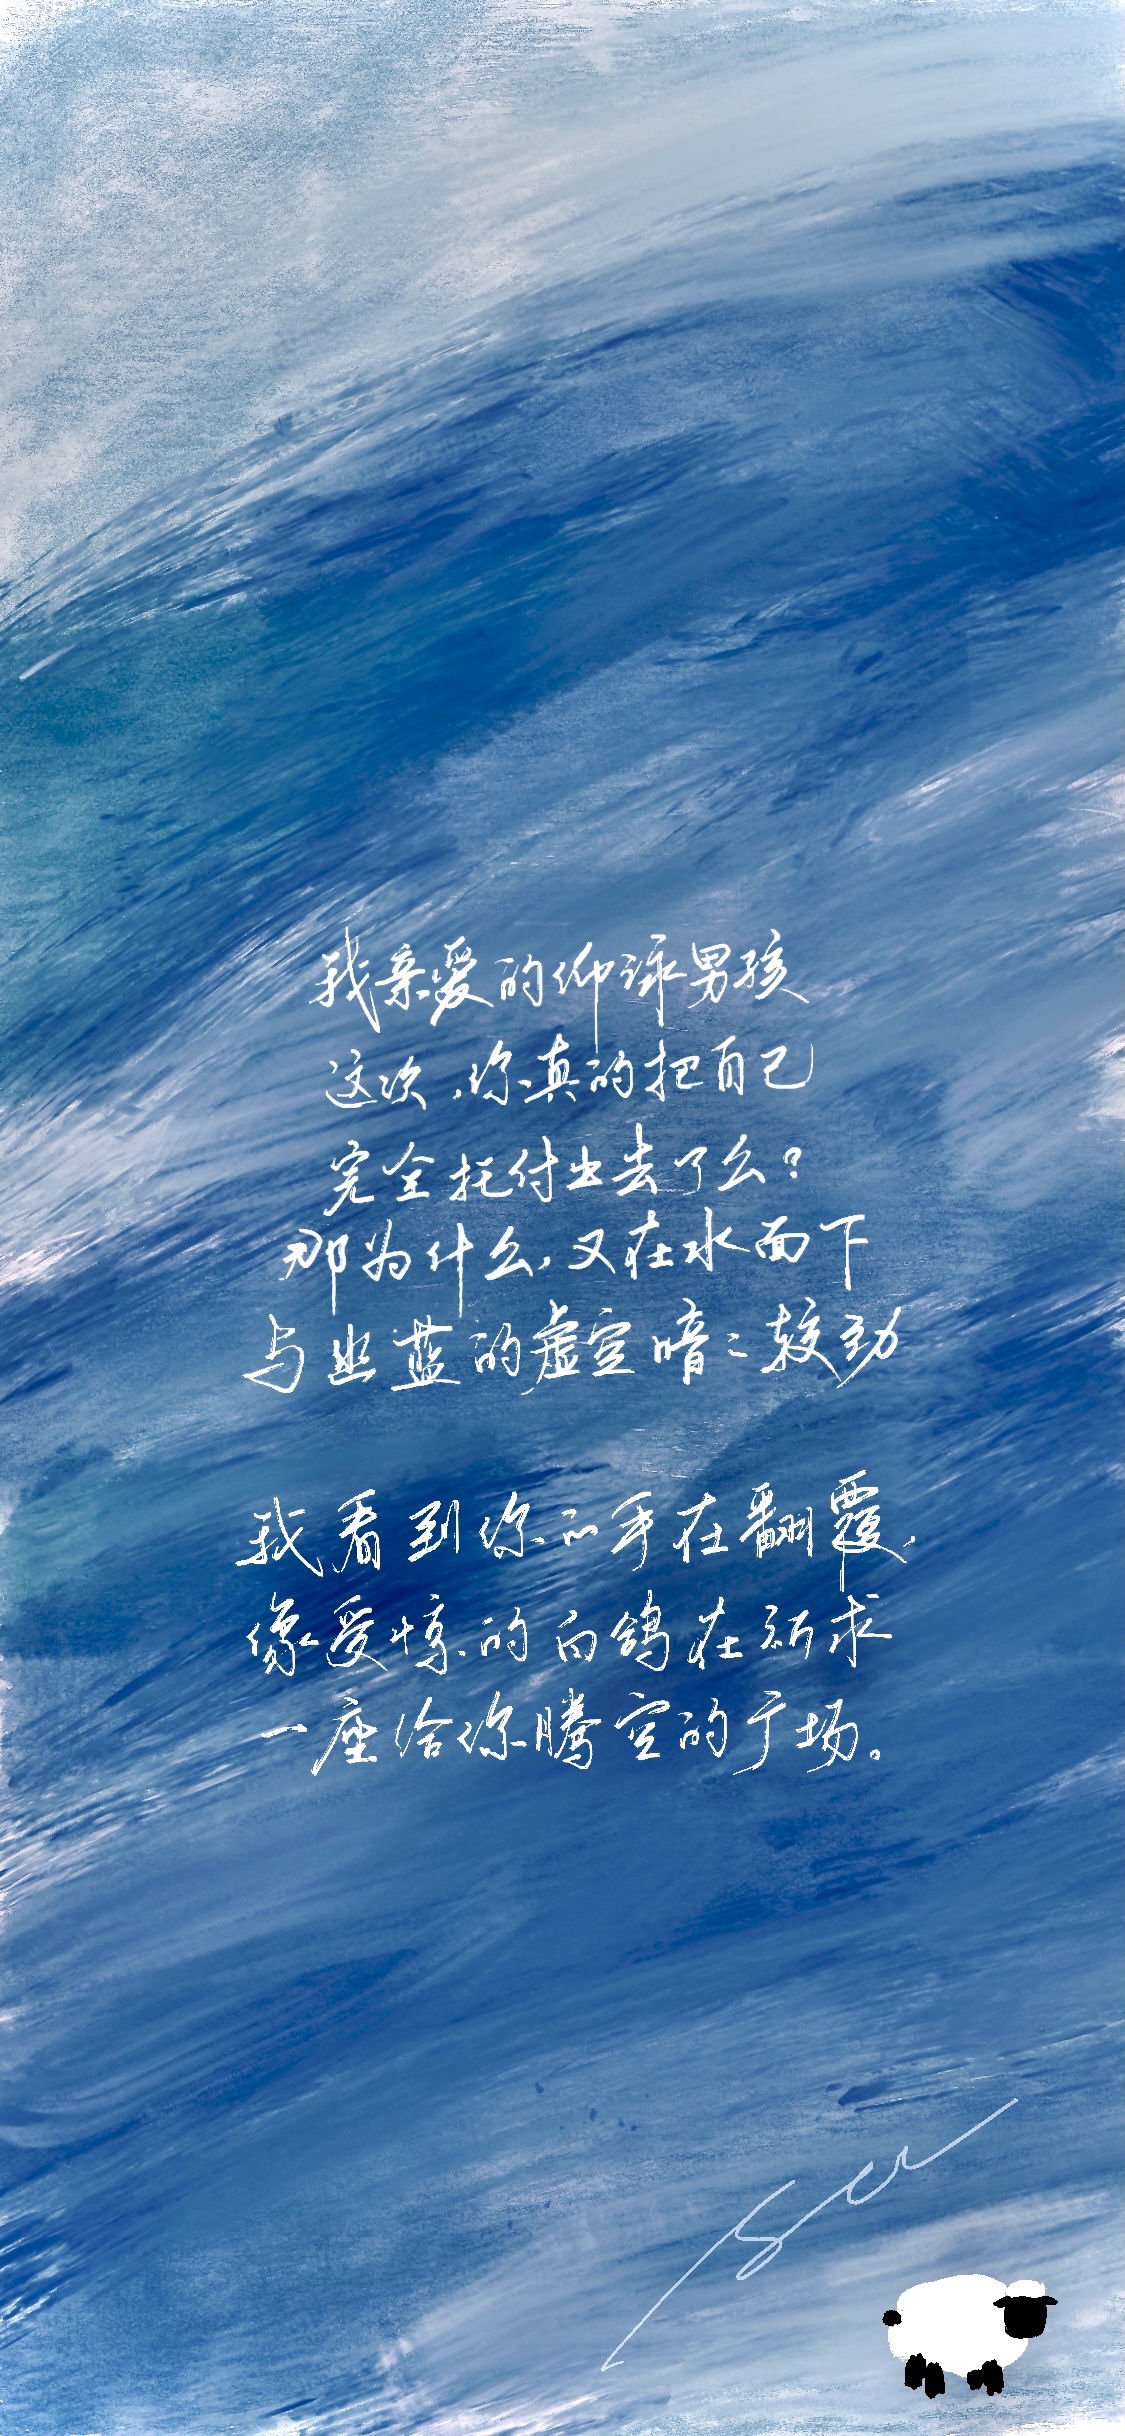 我亲爱的仰泳男孩
这次，你真的把自己
完全托付出去了么？
那为什么，又在水面下
与幽蓝的虚空暗暗较劲
我看到你的手在翻覆，
像受惊的白鸽在祈求
一座给你腾空的广场。
su